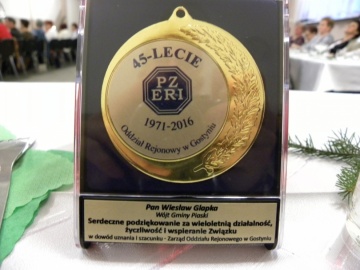 45-LECIE
PZ
ERI
1971-2016
Oddział Rejonowy w Gostyniu
Pan Wiesław Glapka
Wójt Gminy Piaski
Serdeczne podziękowanie za wieloletnią działalność,
życzliwość i wspieranie Związku
w dowód uznania i szacunku - Zarząd Oddziału Rejonowego w Gostyniu